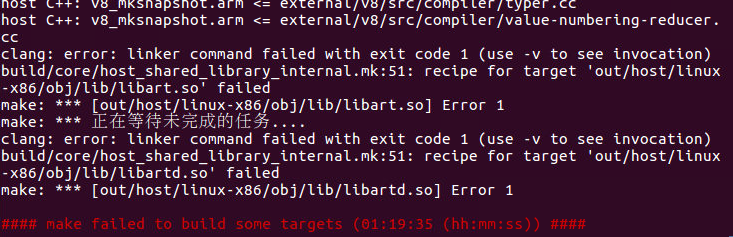 host C++: v8_mksnapshot.arm <= external/v8/src/compiler/typer.cc
host C++: v8_mksnapshot.arm <= external/v8/src/compiler/value-numbering-reducer.
cc
clang: error: linker command failed with exit code 1 (use -v to see invocation)
build/core/host_shared_library_internal.mk:51: recipe for target 'out/host/linux
-x86/obj/lib/libart.so' failed
make: *** [out/host/linux-x86/obj/lib/libart.so] Error 1
make: *** 正在等待未完成的任务....
clang: error: linker command failed with exit code 1 (use -v to see invocation)
build/core/host_shared_library_internal.mk:51: recipe for target 'out/host/linux
-x86/obj/lib/libartd.so' failed
make: *** [out/host/linux-x86/obj/lib/libartd.so] Error 1
#### make failed to build some targets (01:19:35 (hh:mm:ss)) ####